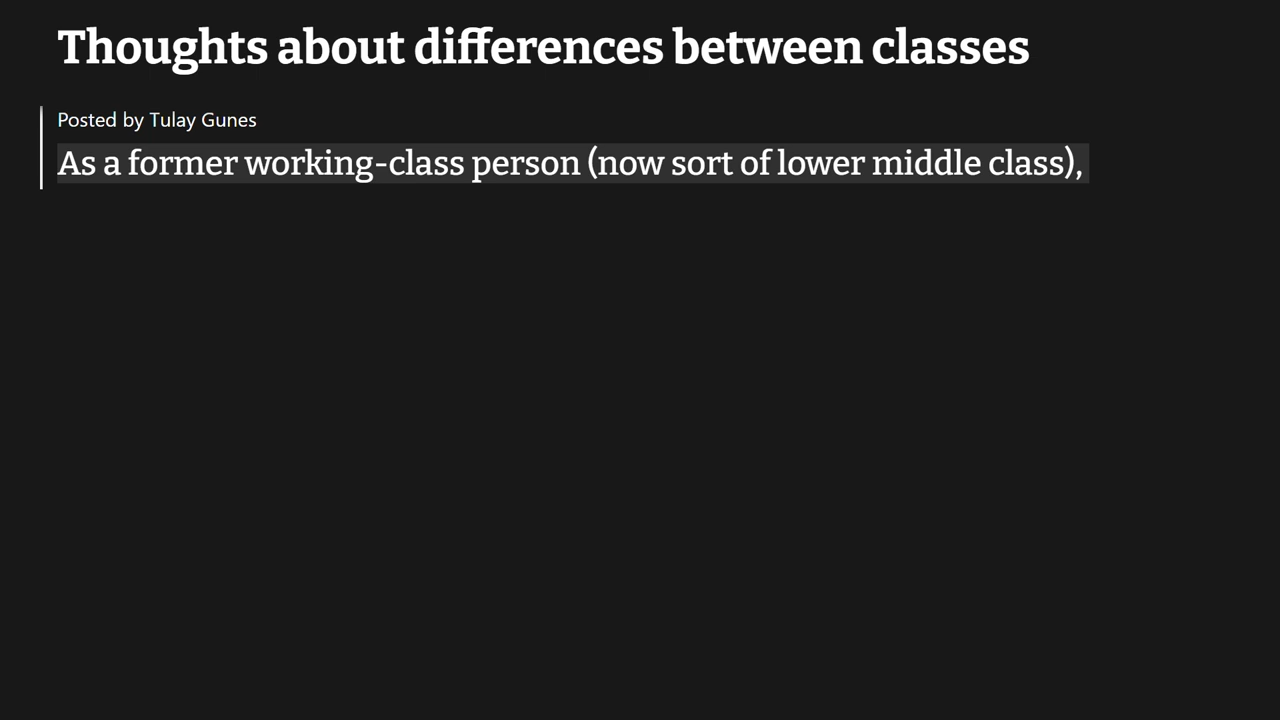 Thoughts about differences between classes
Posted by Tulay Gunes
As a former working-class person (now sort of lower middle class),